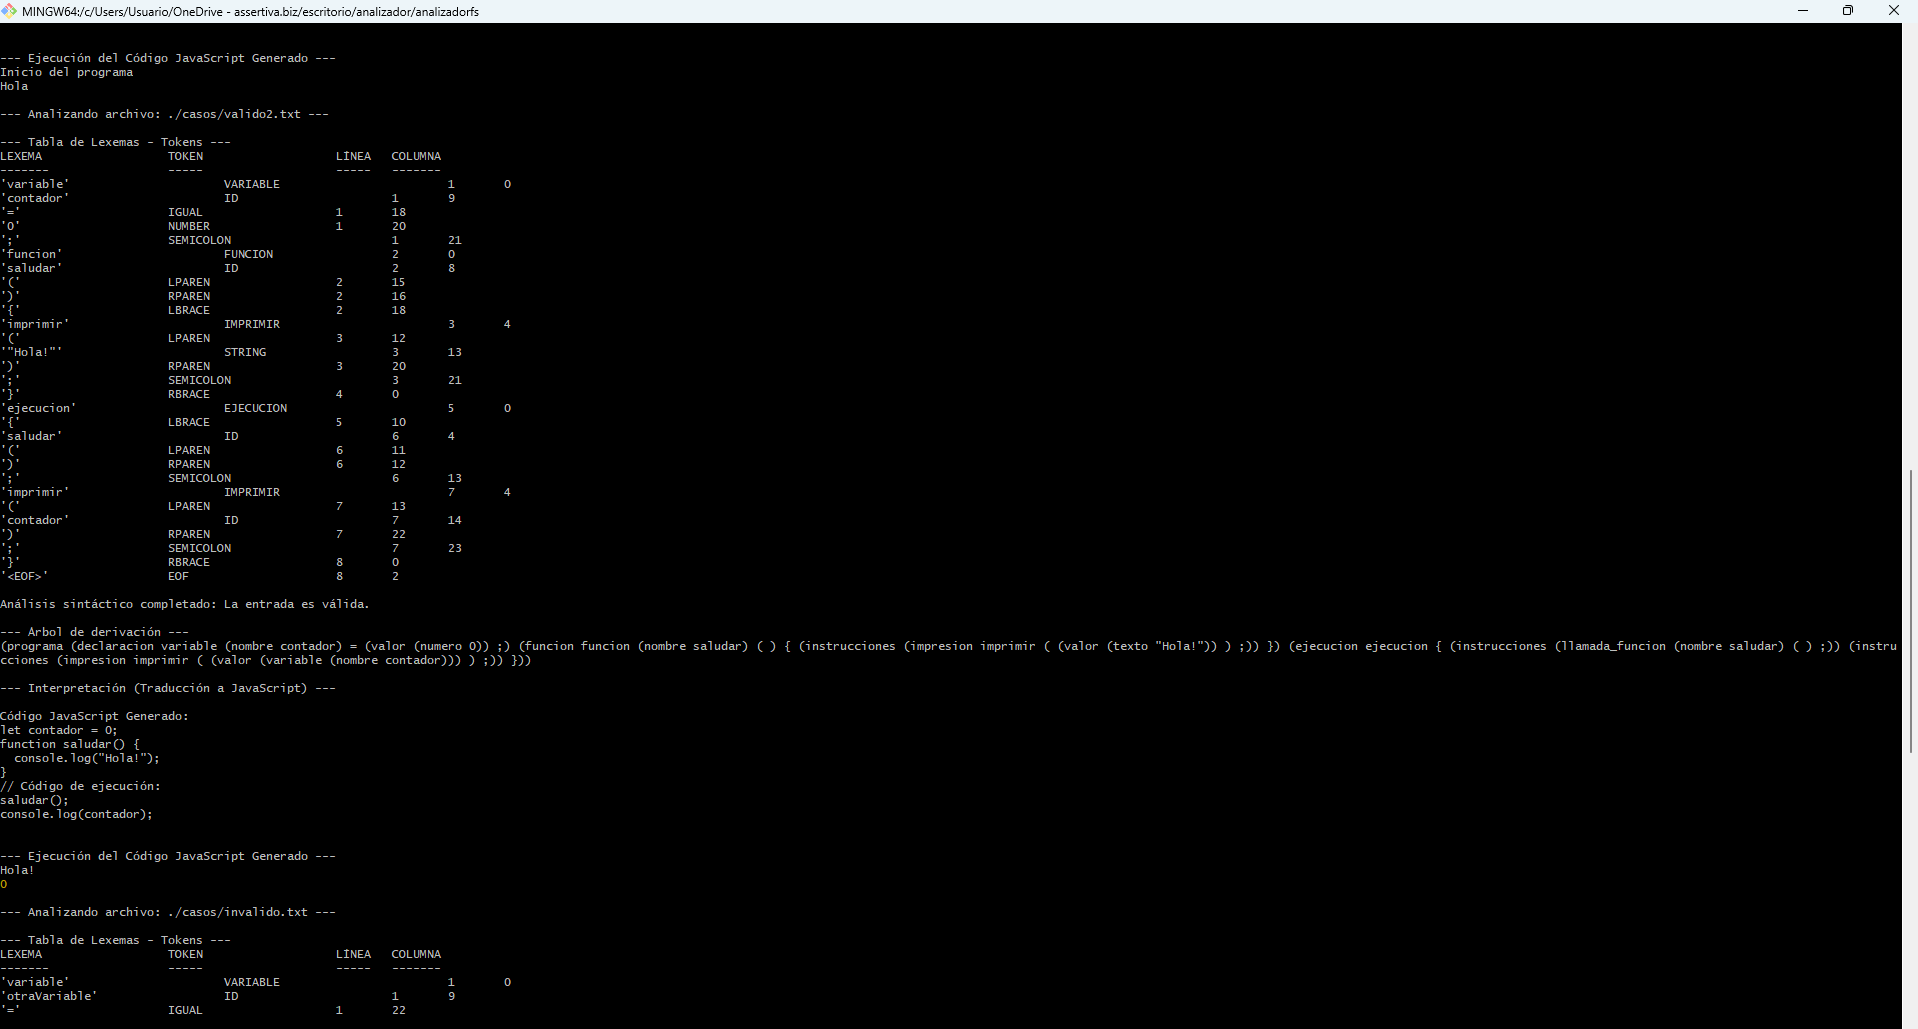 MINGW64:/c/Users/Usuario/OneDrive - assertiva.biz/escritorio/analizador/analizadorfs
--- Ejecución del Código JavaScript Generado ---
Inicio del programa
Hola
--- Analizando archivo: ./casos/valido2.txt ---
--- Tabla de Lexemas - Tokens ---
LEXEMA TOKEN LÍNEA COLUMNA
------- ----- ----- -------
'variable' VARIABLE 1 0
'contador' ID 1 9
'=' IGUAL 1 18
'0' NUMBER 1 20
';' SEMICOLON 1 21
'funcion' FUNCION 2 0
'saludar' ID 2 8
'(' LPAREN 2 15
')' RPAREN 2 16
'{' LBRACE 2 18
'imprimir' IMPRIMIR 3 4
'(' LPAREN 3 12
'"Hola!"' STRING 3 13
')' RPAREN 3 20
';' SEMICOLON 3 21
'}' RBRACE 4 0
'ejecucion' EJECUCION 5 0
'{' LBRACE 5 10
'saludar' ID 6 4
'(' LPAREN 6 11
')' RPAREN 6 12
';' SEMICOLON 6 13
'imprimir' IMPRIMIR 7 4
'(' LPAREN 7 13
'contador' ID 7 14
')' RPAREN 7 22
';' SEMICOLON 7 23
'}' RBRACE 8 0
'<EOF>' EOF 8 2
Análisis sintáctico completado: La entrada es válida.
--- Árbol de derivación ---
(programa (declaracion variable (nombre contador) = (valor (numero 0)) ;) (funcion funcion (nombre saludar) ( ) { (instrucciones (impresion imprimir ( (valor (texto "Hola!")) ) ;)) }) (ejecucion ejecucion { (instrucciones (llamada_funcion (nombre saludar) ( ) ;)) (instru
cciones (impresion imprimir ( (valor (variable (nombre contador))) ) ;)) }))
--- Interpretación (Traducción a JavaScript) ---
Código JavaScript Generado:
let contador = 0;
function saludar() {
console.log("Hola!");
}
// Código de ejecución:
saludar();
console.log(contador);
--- Ejecución del Código JavaScript Generado ---
Hola!
0
--- Analizando archivo: ./casos/invalido.txt ---
--- Tabla de Lexemas - Tokens ---
LEXEMA TOKEN LÍNEA COLUMNA
------- ----- ----- -------
'variable' VARIABLE 1 0
'otraVariable' ID 1 9
'=' IGUAL 1 22